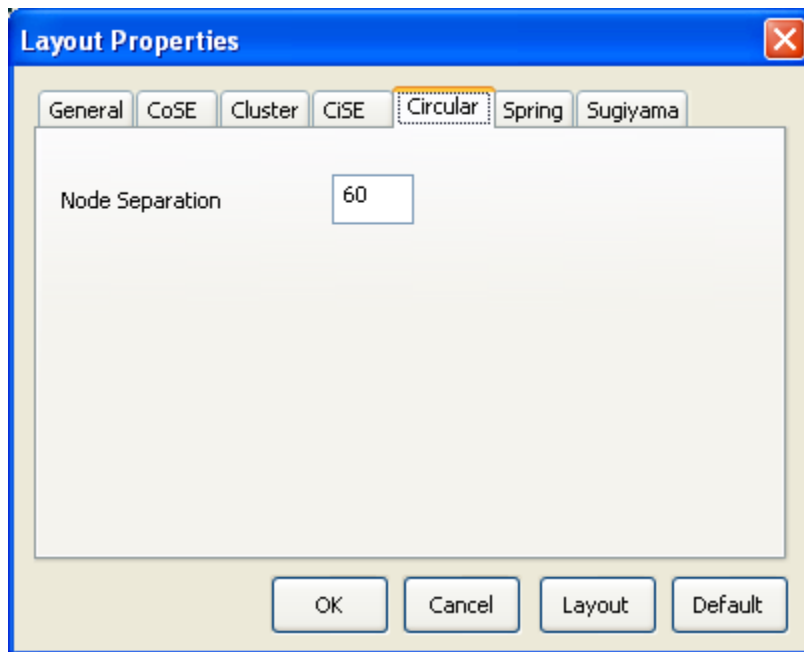 Layout Properties
General CoSE Cluster CiSE Circular Spring Sugiyama
Node Separation 60
OK Cancel Layout Default